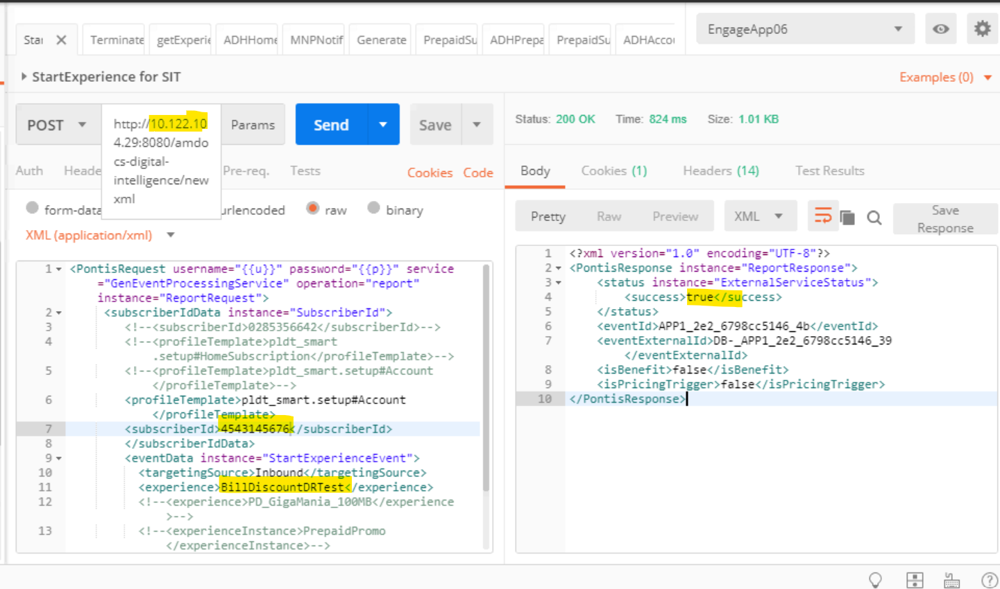 Star
Terminate
getExperie
ADHHome
MNPNotif
Generate
PrepaidSu
ADHPrepa
PrepaidSu
ADHAccou
EngageApp06
StartExperience for SIT
Examples (0)
POST
http://10.122.10
4.29:8080/amdo
cs-digital-
intelligence/new
xml
Params
Send
Save
Status: 200 OK Time: 824 ms Size: 1.01 KB
Auth
Heade
Pre-req.
Tests
Cookies
Code
Body
Cookies (1)
Headers (14)
Test Results
form-data
urlencoded
raw
binary
XML (application/xml)
Pretty
Raw
Preview
XML
Save
Response
1 <PontisRequest username="{{u}}" password="{{p}}" service
="GenEventProcessingService" operation="report"
instance="ReportRequest">
2 <subscriberIdData instance="SubscriberId">
3 <!--<subscriberId>0285356642</subscriberId>-->
4 <!--<profileTemplate>pldt_smart
.setup#HomeSubscription</profileTemplate>-->
5 <!--<profileTemplate>pldt_smart.setup#Account
</profileTemplate>-->
6 <profileTemplate>pldt_smart.setup#Account
</profileTemplate>
7 <subscriberId>4543145676</subscriberId>
8 </subscriberIdData>
9 <eventData instance="StartExperienceEvent">
10 <targetingSource>Inbound</targetingSource>
11 <experience>BillDiscountDRTest</experience>
12 <!--<experience>PD_GigaMania_100MB</experience
>-->
13 <!--<experienceInstance>PrepaidPromo
</experienceInstance>-->
1 <?xml version="1.0" encoding="UTF-8"?>
2 <PontisResponse instance="ReportResponse">
3 <status instance="ExternalServiceStatus">
4 <success>true</success>
5 </status>
6 <eventId>APP1_2e2_6798cc5146_4b</eventId>
7 <eventExternalId>DB-_APP1_2e2_6798cc5146_39
</eventExternalId>
8 <isBenefit>false</isBenefit>
9 <isPricingTrigger>false</isPricingTrigger>
10 </PontisResponse>